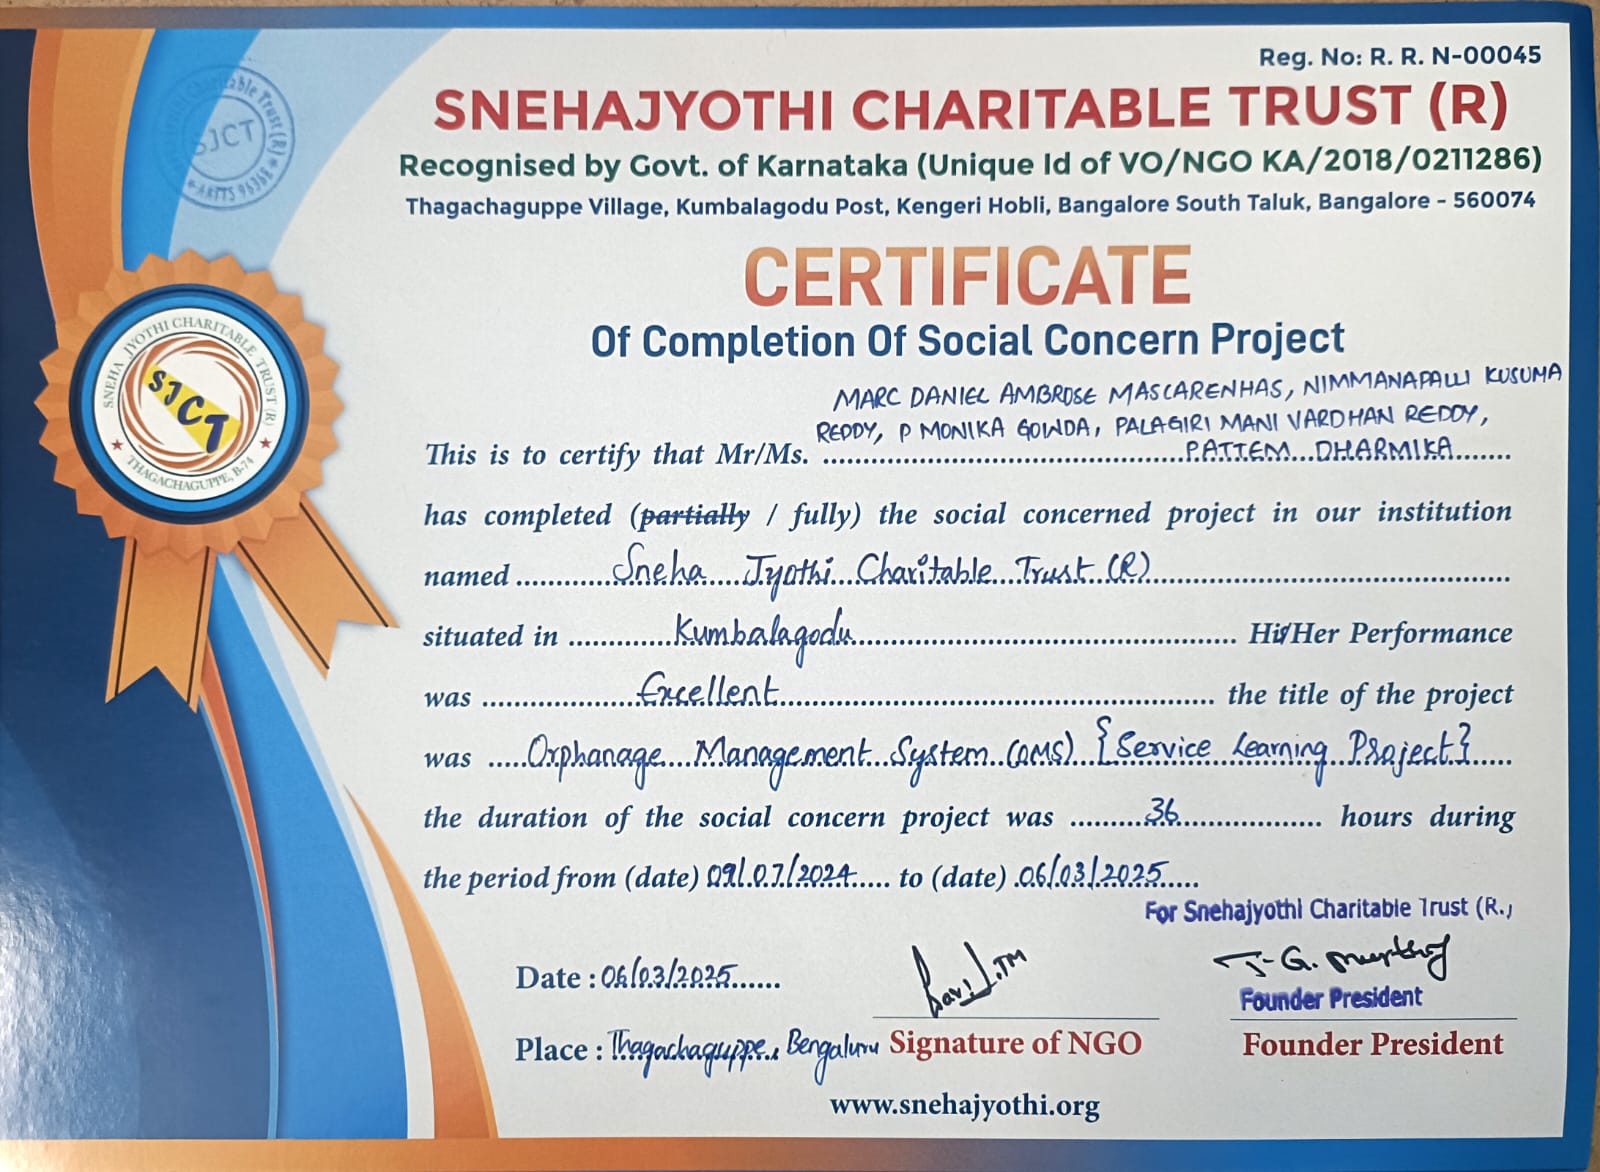 Reg. No: R. R. N-00045
SNEHAJYOTHI CHARITABLE TRUST (R)
Recognised by Govt. of Karnataka (Unique Id of VO/NGO KA/2018/0211286)
Thagachaguppe Village, Kumbalagodu Post, Kengeri Hobli, Bangalore South Taluk, Bangalore - 560074
Charitable Trust (R)
SJCT
SNEHA JYOTHI CHARITABLE TRUST (R)
SJCT
THAGACHAGUPPE, B-74
CERTIFICATE
Of Completion Of Social Concern Project
MARC DANIEL AMBROSE MASCARENHAS, NIMMANAPALLI KUSUMA
REDDY, P MONIKA GOWDA, PALAGIRI MANI VARDHAN REDDY,
This is to certify that Mr/Ms. PATTEM DHARMIKA
has completed (partially / fully) the social concerned project in our institution
named Sneha Jyothi Charitable Trust (R)
situated in Kumbalagodu His/Her Performance
was Excellent the title of the project
was Orphanage Management System (OMS) {Service Learning Project}
the duration of the social concern project was 36 hours during
the period from (date) 09/07/2024 to (date) 06/03/2025
For Snehajyothi Charitable Trust (R.)
Date : 06/03/2025
T-G. Murthy
Founder President
Place : Thagachaguppe, Bengaluru Signature of NGO Founder President
www.snehajyothi.org